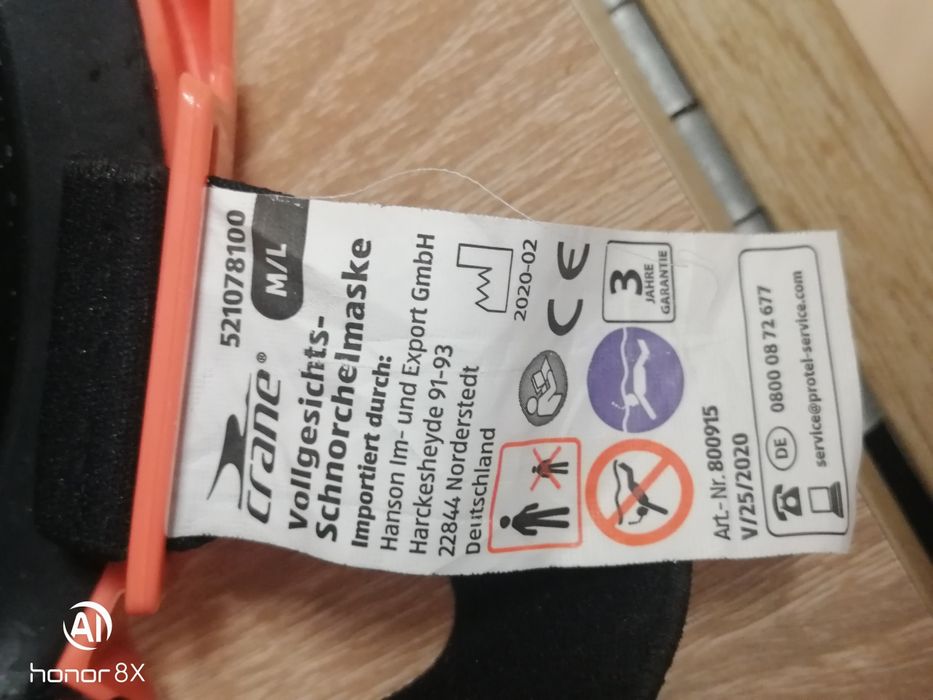 521078100
crane®
M/L
Vollgesichts-
Schnorchelmaske
Importiert durch:
Hanson Im- und Export GmbH
Harckesheyde 91-93
22844 Norderstedt
Deutschland
2020-02
CE
3
JAHRE
GARANTIE
Art.- Nr. 800915
V/25/2020
DE
0800 08 72 677
service@protel-service.com
AI
honor 8X